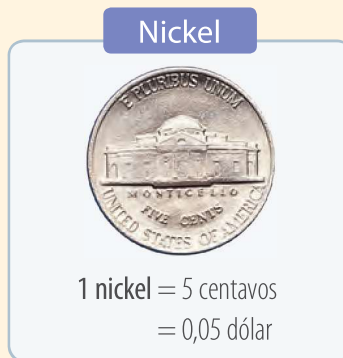 Nickel
E PLURIBUS UNUM
MONTICELLO
FIVE CENTS
UNITED STATES OF AMERICA
1 nickel = 5 centavos
= 0,05 dólar